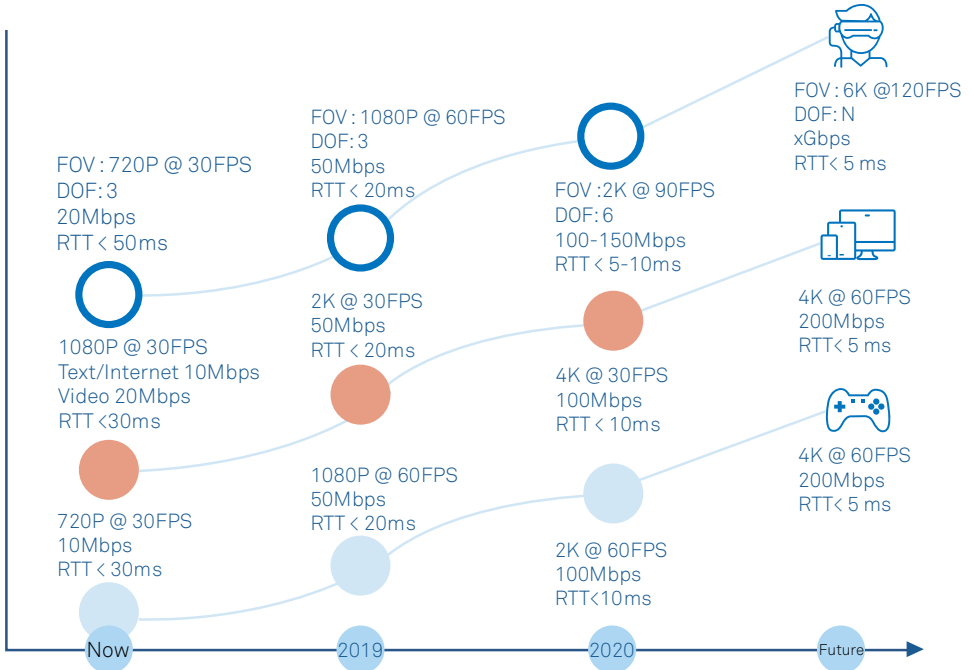 FOV : 720P @ 30FPS
DOF: 3
20Mbps
RTT < 50ms
FOV : 1080P @ 60FPS
DOF: 3
50Mbps
RTT < 20ms
FOV :2K @ 90FPS
DOF: 6
100-150Mbps
RTT < 5-10ms
FOV : 6K @120FPS
DOF: N
xGbps
RTT< 5 ms
1080P @ 30FPS
Text/Internet 10Mbps
Video 20Mbps
RTT <30ms
2K @ 30FPS
50Mbps
RTT < 20ms
4K @ 30FPS
100Mbps
RTT < 10ms
4K @ 60FPS
200Mbps
RTT< 5 ms
720P @ 30FPS
10Mbps
RTT < 30ms
1080P @ 60FPS
50Mbps
RTT < 20ms
2K @ 60FPS
100Mbps
RTT<10ms
4K @ 60FPS
200Mbps
RTT< 5 ms
Now
2019
2020
Future